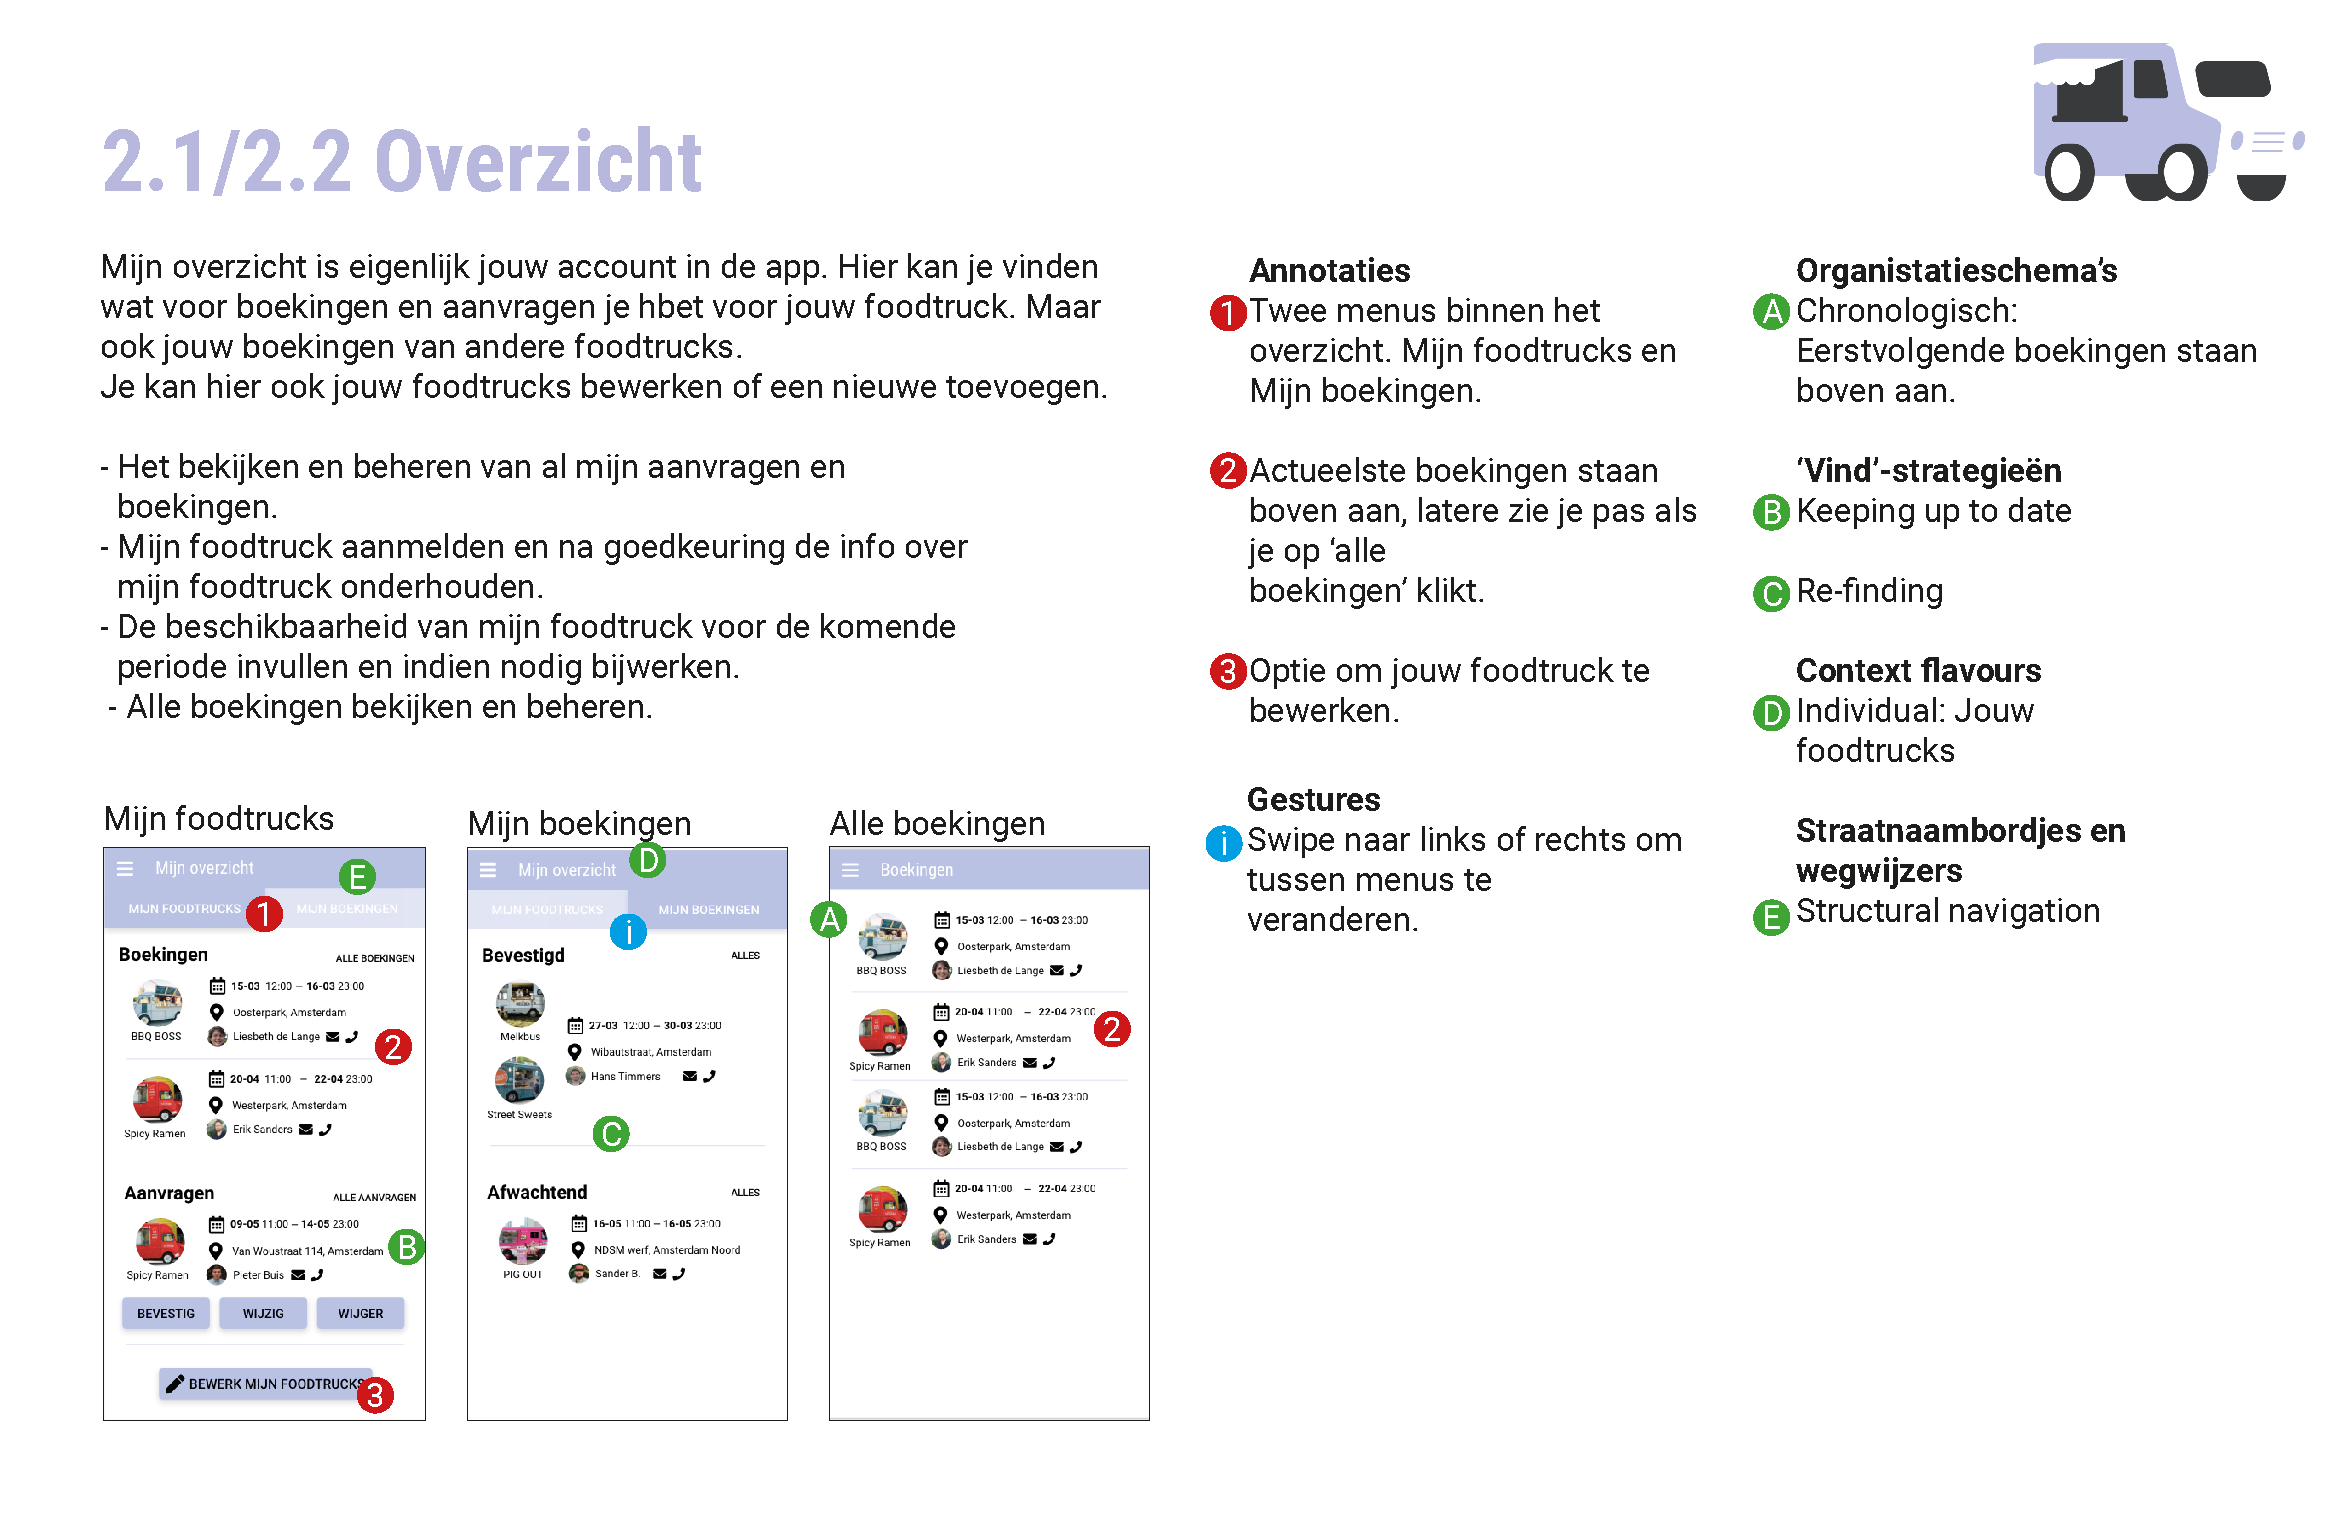 2.1/2.2 Overzicht
Mijn overzicht is eigenlijk jouw account in de app. Hier kan je vinden
wat voor boekingen en aanvragen je hbet voor jouw foodtruck. Maar
ook jouw boekingen van andere foodtrucks.
Je kan hier ook jouw foodtrucks bewerken of een nieuwe toevoegen.
- Het bekijken en beheren van al mijn aanvragen en
boekingen.
- Mijn foodtruck aanmelden en na goedkeuring de info over
mijn foodtruck onderhouden.
- De beschikbaarheid van mijn foodtruck voor de komende
periode invullen en indien nodig bijwerken.
- Alle boekingen bekijken en beheren.
Annotaties
1 Twee menus binnen het
overzicht. Mijn foodtrucks en
Mijn boekingen.
2 Actueelste boekingen staan
boven aan, latere zie je pas als
je op ‘alle
boekingen’ klikt.
3 Optie om jouw foodtruck te
bewerken.
Gestures
i Swipe naar links of rechts om
tussen menus te
veranderen.
Organistatieschema’s
A Chronologisch:
Eerstvolgende boekingen staan
boven aan.
‘Vind’-strategieën
B Keeping up to date
C Re-finding
Context flavours
D Individual: Jouw
foodtrucks
Straatnaambordjes en
wegwijzers
E Structural navigation
Mijn foodtrucks
Mijn overzicht
E
MIJN FOODTRUCKS 1 MIJN BOEKINGEN
Boekingen ALLE BOEKINGEN
15-03 12:00 – 16-03 23:00
Oosterpark, Amsterdam
BBQ BOSS Liesbeth de Lange
2
20-04 11:00 – 22-04 23:00
Westerpark, Amsterdam
Spicy Ramen Erik Sanders
Aanvragen ALLE AANVRAGEN
09-05 11:00 – 14-05 23:00
Van Woustraat 114, Amsterdam B
Spicy Ramen Pieter Buis
BEVESTIG WIJZIG WIJGER
BEWERK MIJN FOODTRUCKS
3
Mijn boekingen
Mijn overzicht D
MIJN FOODTRUCKS MIJN BOEKINGEN
i
Bevestigd ALLES
Melkbus
27-03 12:00 – 30-03 23:00
Wibautstraat, Amsterdam
Hans Timmers
Street Sweets
C
Afwachtend ALLES
16-05 11:00 – 16-05 23:00
NDSM werf, Amsterdam Noord
PIG OUT Sander B.
Alle boekingen
Boekingen
A
15-03 12:00 – 16-03 23:00
Oosterpark, Amsterdam
BBQ BOSS Liesbeth de Lange
20-04 11:00 – 22-04 23:00
2
Westerpark, Amsterdam
Spicy Ramen Erik Sanders
15-03 12:00 – 16-03 23:00
Oosterpark, Amsterdam
BBQ BOSS Liesbeth de Lange
20-04 11:00 – 22-04 23:00
Westerpark, Amsterdam
Spicy Ramen Erik Sanders